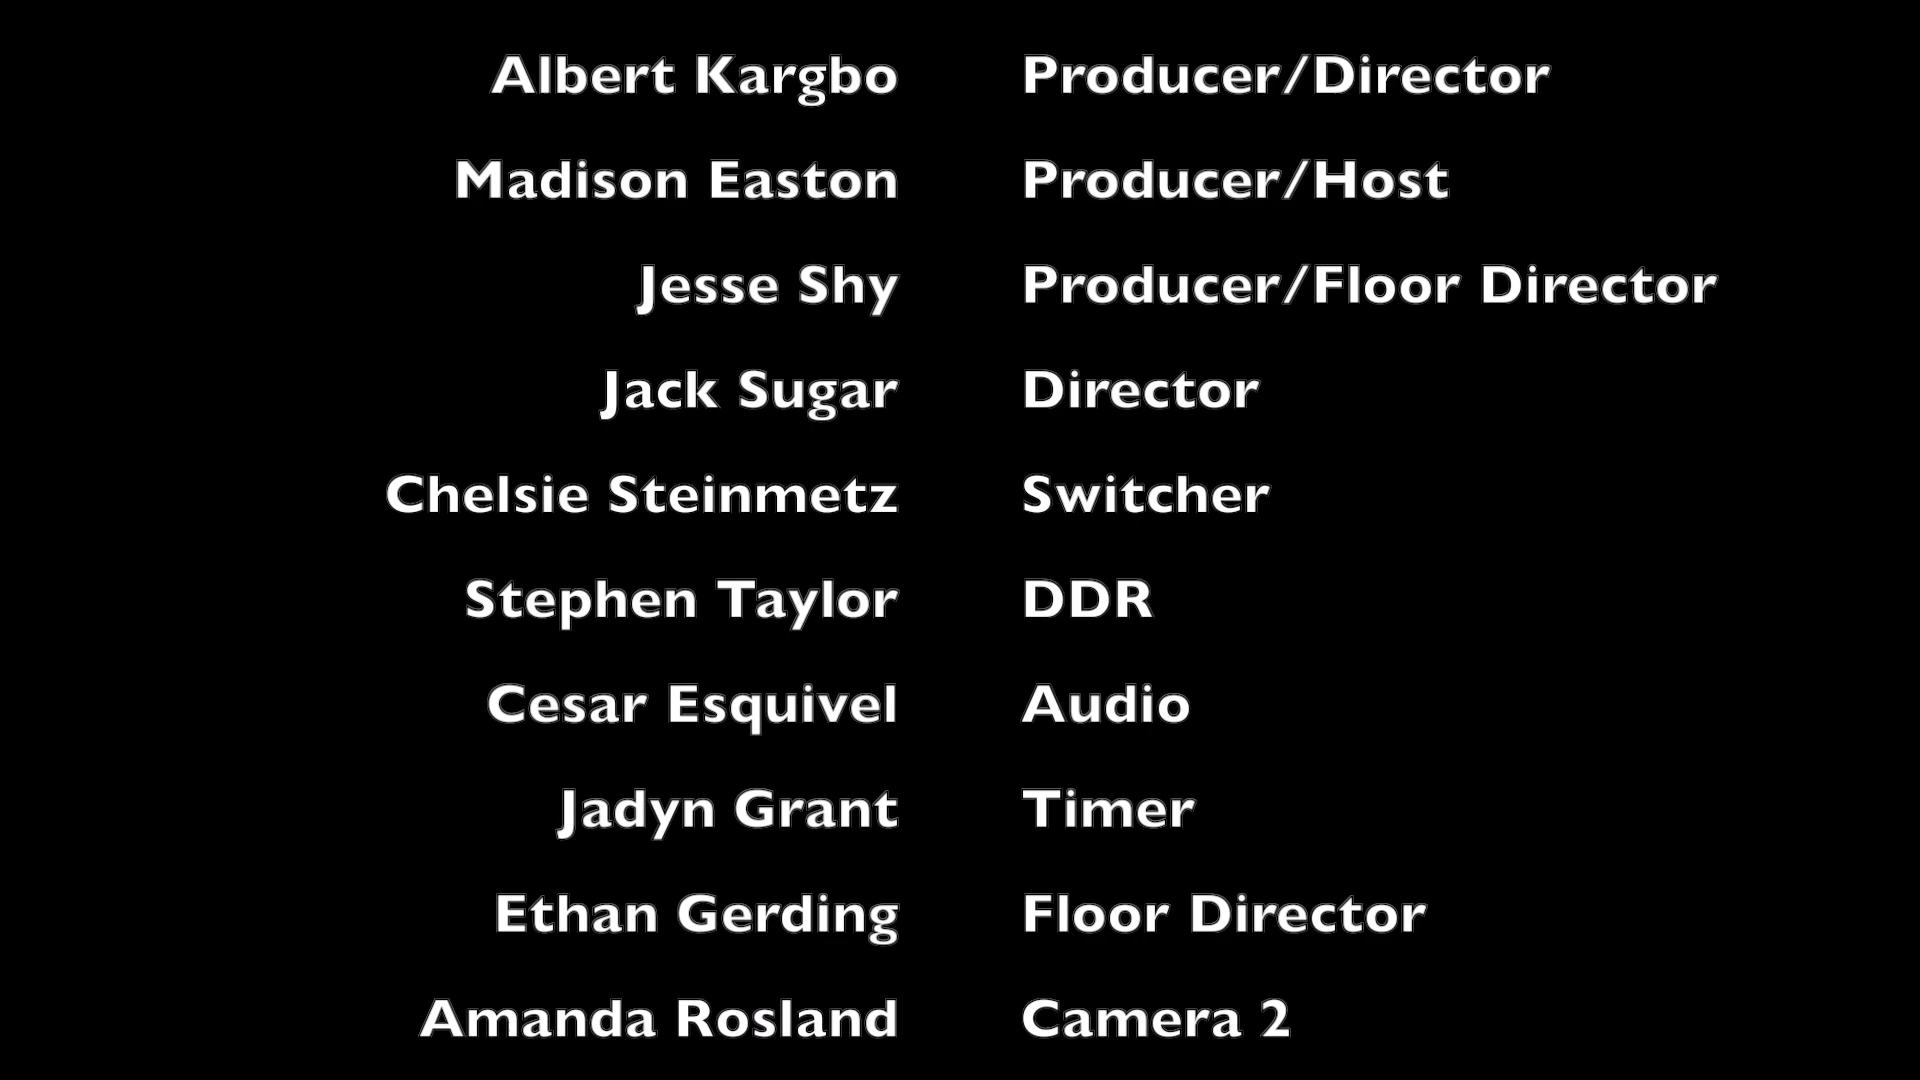 Albert Kargbo Producer/Director
Madison Easton Producer/Host
Jesse Shy Producer/Floor Director
Jack Sugar Director
Chelsie Steinmetz Switcher
Stephen Taylor DDR
Cesar Esquivel Audio
Jadyn Grant Timer
Ethan Gerding Floor Director
Amanda Rosland Camera 2